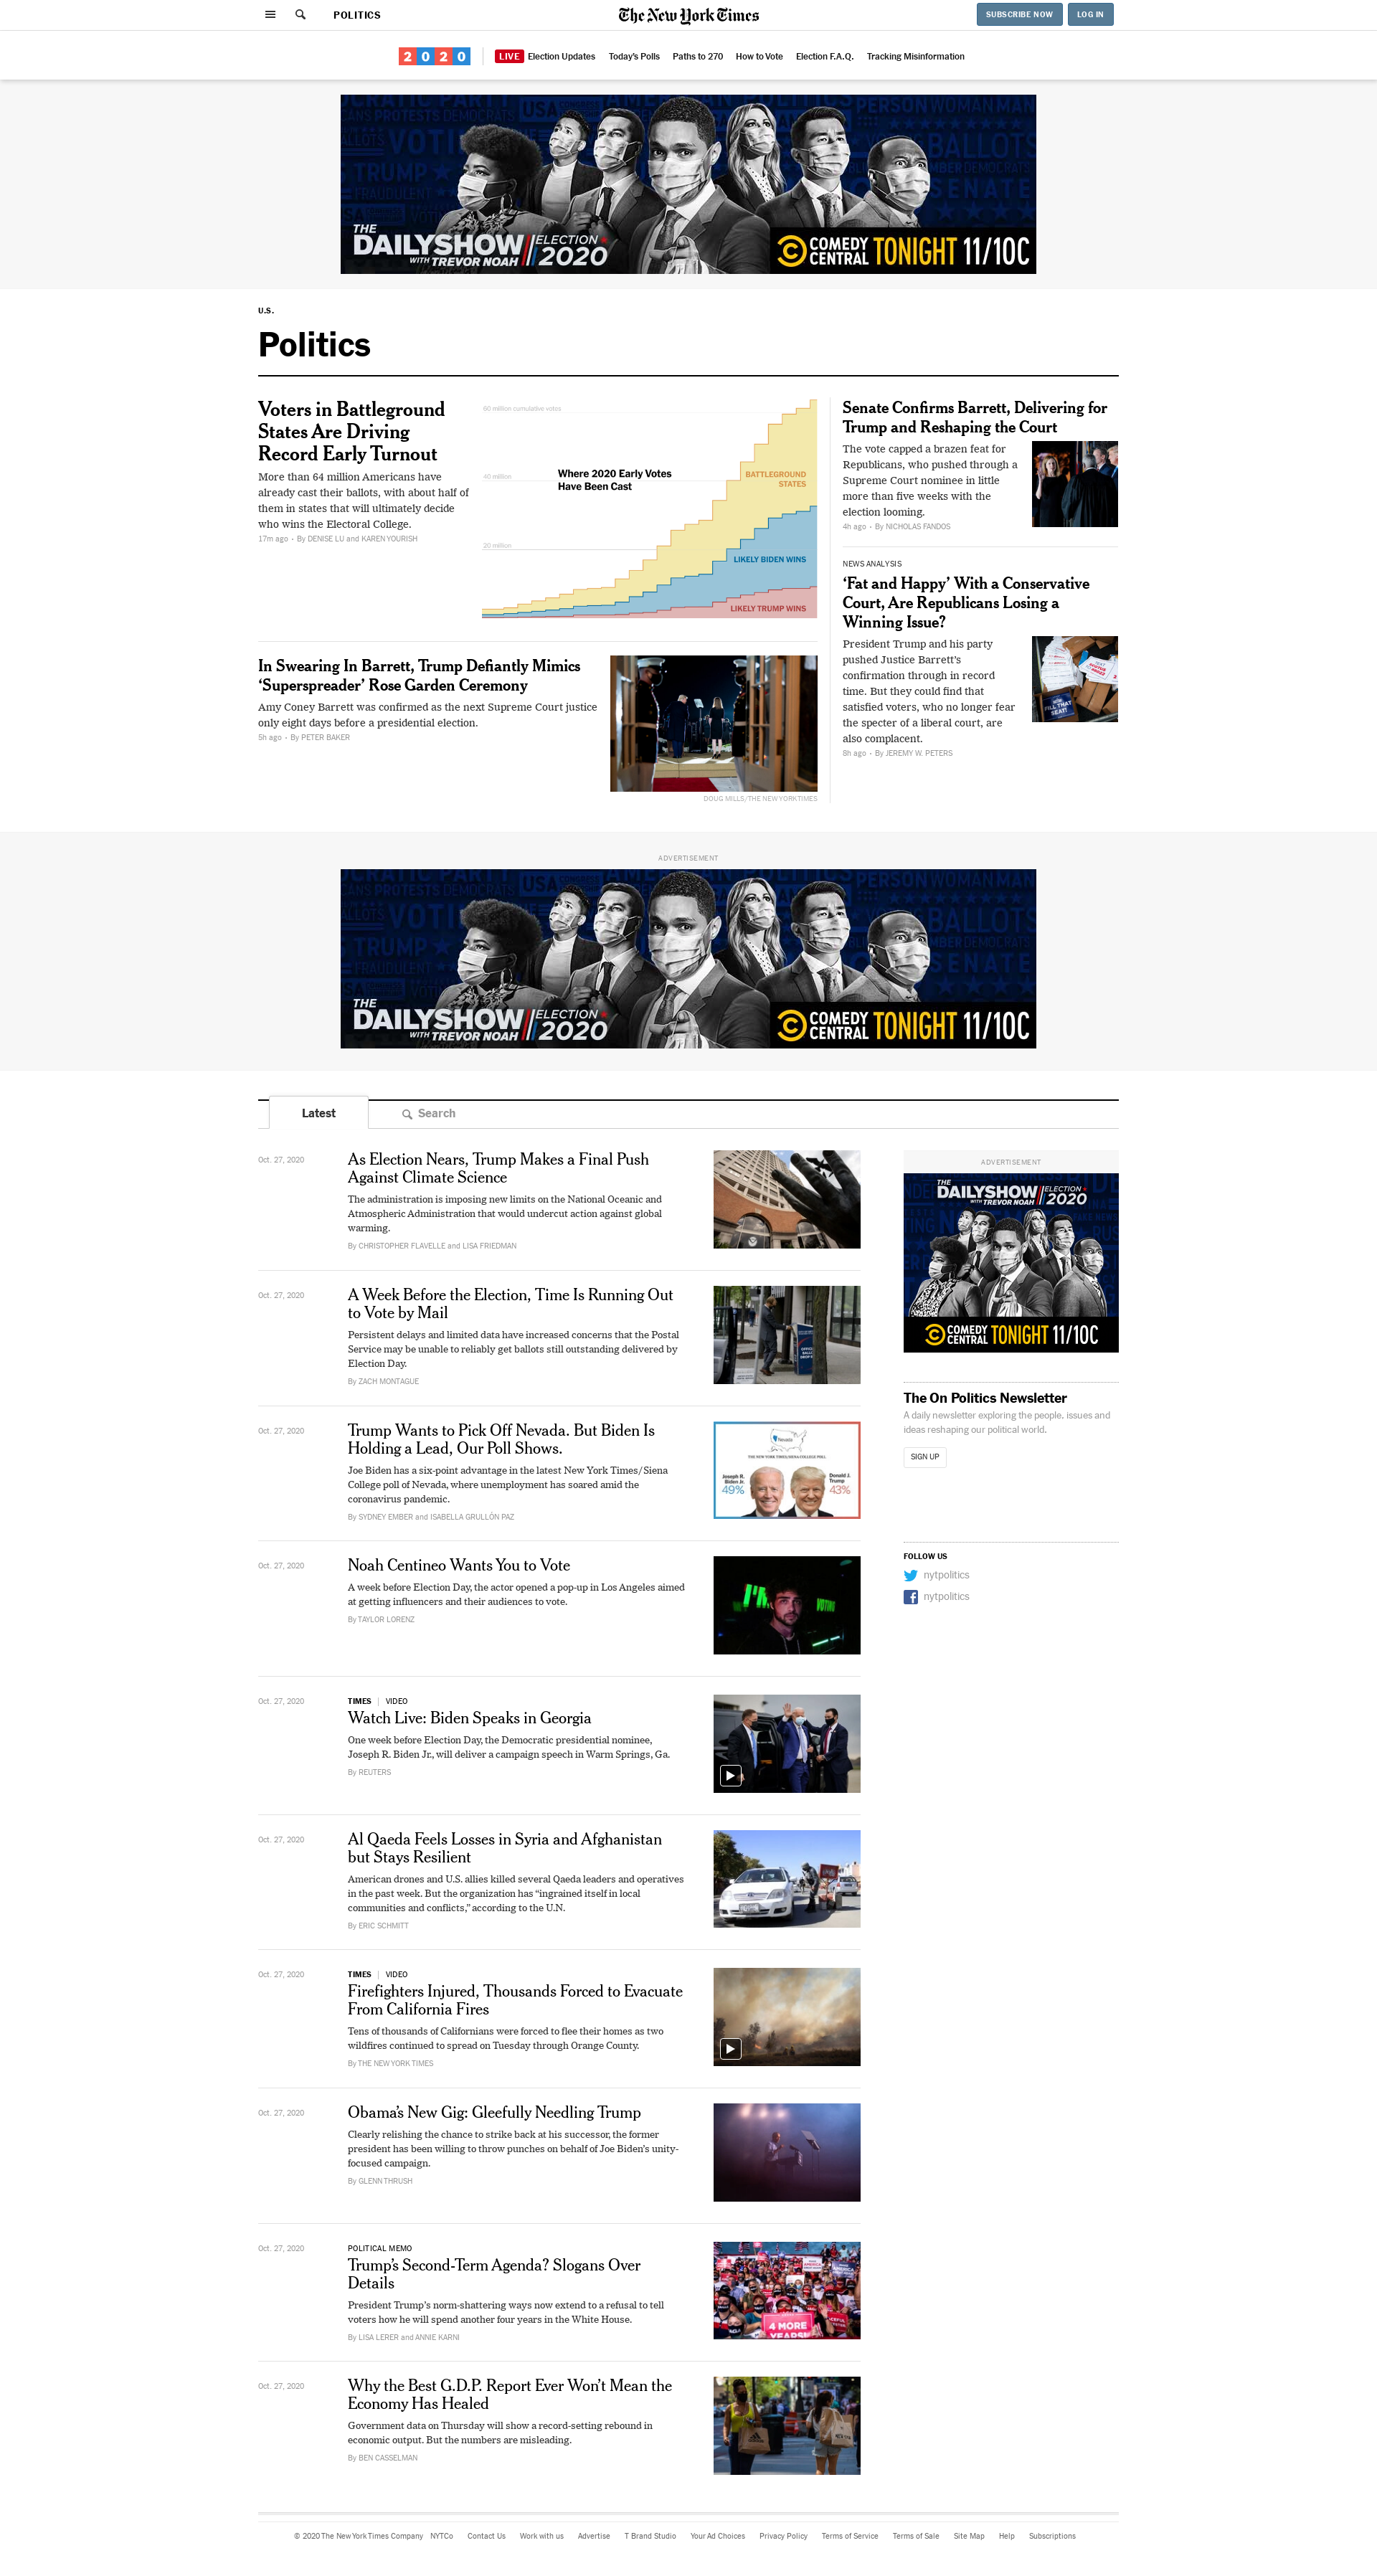 POLITICS
The New York Times
SUBSCRIBE NOW
LOG IN
2020
LIVE Election Updates
Today's Polls
Paths to 270
How to Vote
Election F.A.Q.
Tracking Misinformation
THE
DAILYSHOW
WITH TREVOR NOAH
ELECTION
2020
COMEDY
CENTRAL
TONIGHT 11/10C
U.S.
Politics
Voters in Battleground
States Are Driving
Record Early Turnout
More than 64 million Americans have
already cast their ballots, with about half of
them in states that will ultimately decide
who wins the Electoral College.
17m ago • By DENISE LU and KAREN YOURISH
60 million cumulative votes
40 million
20 million
Where 2020 Early Votes
Have Been Cast
BATTLEGROUND
STATES
LIKELY BIDEN WINS
LIKELY TRUMP WINS
In Swearing In Barrett, Trump Defiantly Mimics
‘Superspreader’ Rose Garden Ceremony
Amy Coney Barrett was confirmed as the next Supreme Court justice
only eight days before a presidential election.
5h ago • By PETER BAKER
DOUG MILLS/THE NEW YORK TIMES
Senate Confirms Barrett, Delivering for
Trump and Reshaping the Court
The vote capped a brazen feat for
Republicans, who pushed through a
Supreme Court nominee in little
more than five weeks with the
election looming.
4h ago • By NICHOLAS FANDOS
NEWS ANALYSIS
‘Fat and Happy’ With a Conservative
Court, Are Republicans Losing a
Winning Issue?
President Trump and his party
pushed Justice Barrett’s
confirmation through in record
time. But they could find that
satisfied voters, who no longer fear
the specter of a liberal court, are
also complacent.
8h ago • By JEREMY W. PETERS
FILL THAT
SEAT!
ADVERTISEMENT
THE
DAILYSHOW
WITH TREVOR NOAH
ELECTION
2020
COMEDY
CENTRAL
TONIGHT 11/10C
Latest
Search
Oct. 27, 2020
As Election Nears, Trump Makes a Final Push
Against Climate Science
The administration is imposing new limits on the National Oceanic and
Atmospheric Administration that would undercut action against global
warming.
By CHRISTOPHER FLAVELLE and LISA FRIEDMAN
Oct. 27, 2020
A Week Before the Election, Time Is Running Out
to Vote by Mail
Persistent delays and limited data have increased concerns that the Postal
Service may be unable to reliably get ballots still outstanding delivered by
Election Day.
By ZACH MONTAGUE
Oct. 27, 2020
Trump Wants to Pick Off Nevada. But Biden Is
Holding a Lead, Our Poll Shows.
Joe Biden has a six-point advantage in the latest New York Times/Siena
College poll of Nevada, where unemployment has soared amid the
coronavirus pandemic.
By SYDNEY EMBER and ISABELLA GRULLÓN PAZ
Nevada
THE NEW YORK TIMES/SIENA COLLEGE POLL
Joseph R.
Biden Jr.
49%
Donald J.
Trump
43%
Oct. 27, 2020
Noah Centineo Wants You to Vote
A week before Election Day, the actor opened a pop-up in Los Angeles aimed
at getting influencers and their audiences to vote.
By TAYLOR LORENZ
VOTING
Oct. 27, 2020
TIMES | VIDEO
Watch Live: Biden Speaks in Georgia
One week before Election Day, the Democratic presidential nominee,
Joseph R. Biden Jr., will deliver a campaign speech in Warm Springs, Ga.
By REUTERS
Oct. 27, 2020
Al Qaeda Feels Losses in Syria and Afghanistan
but Stays Resilient
American drones and U.S. allies killed several Qaeda leaders and operatives
in the past week. But the organization has “ingrained itself in local
communities and conflicts,” according to the U.N.
By ERIC SCHMITT
Oct. 27, 2020
TIMES | VIDEO
Firefighters Injured, Thousands Forced to Evacuate
From California Fires
Tens of thousands of Californians were forced to flee their homes as two
wildfires continued to spread on Tuesday through Orange County.
By THE NEW YORK TIMES
Oct. 27, 2020
Obama’s New Gig: Gleefully Needling Trump
Clearly relishing the chance to strike back at his successor, the former
president has been willing to throw punches on behalf of Joe Biden’s unity-
focused campaign.
By GLENN THRUSH
Oct. 27, 2020
POLITICAL MEMO
Trump’s Second-Term Agenda? Slogans Over
Details
President Trump’s norm-shattering ways now extend to a refusal to tell
voters how he will spend another four years in the White House.
By LISA LERER and ANNIE KARNI
4 MORE
YEARS!
Oct. 27, 2020
Why the Best G.D.P. Report Ever Won’t Mean the
Economy Has Healed
Government data on Thursday will show a record-setting rebound in
economic output. But the numbers are misleading.
By BEN CASSELMAN
ADVERTISEMENT
THE
DAILYSHOW
WITH TREVOR NOAH
ELECTION
2020
COMEDY
CENTRAL
TONIGHT 11/10C
The On Politics Newsletter
A daily newsletter exploring the people, issues and
ideas reshaping our political world.
SIGN UP
FOLLOW US
nytpolitics
nytpolitics
© 2020 The New York Times Company
NYTCo
Contact Us
Work with us
Advertise
T Brand Studio
Your Ad Choices
Privacy Policy
Terms of Service
Terms of Sale
Site Map
Help
Subscriptions